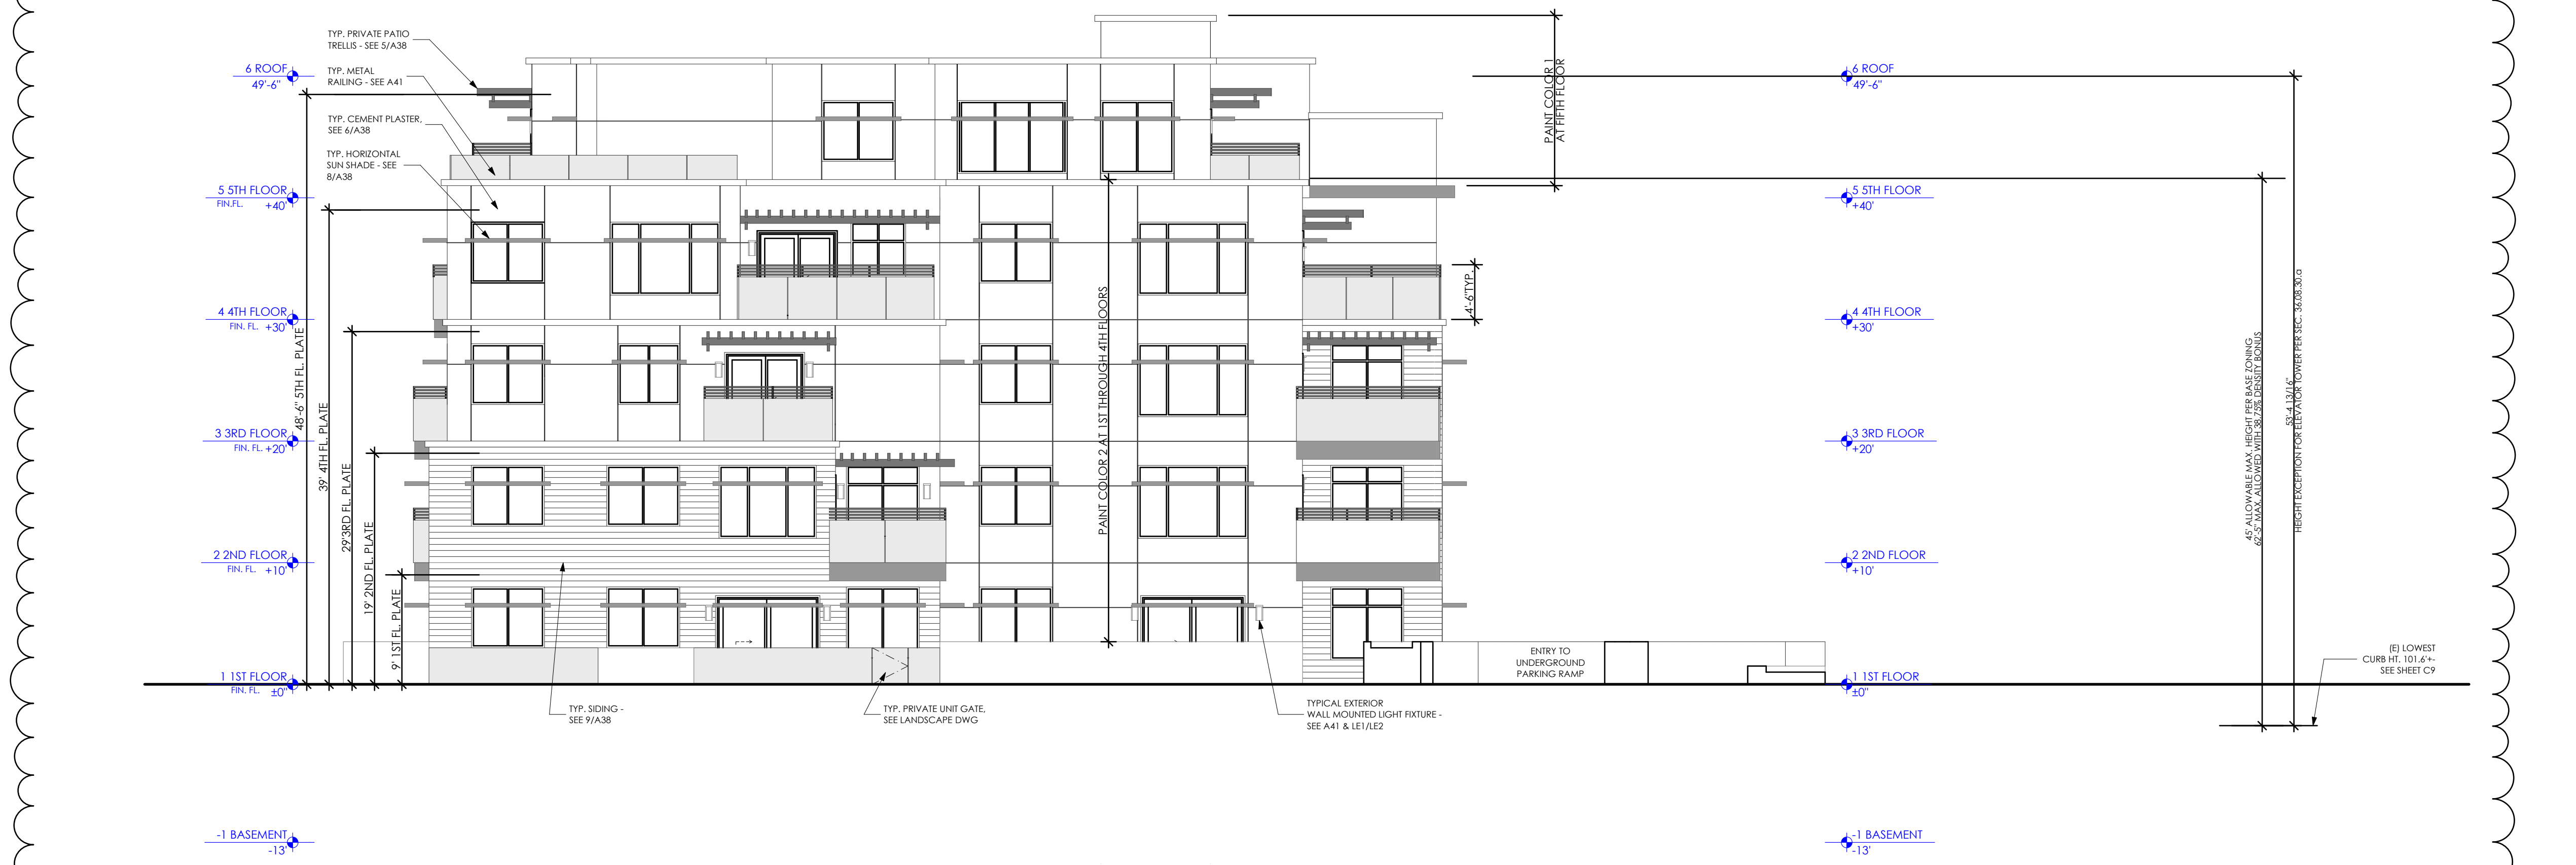 TYP. PRIVATE PATIO
TRELLIS - SEE 5/A38
TYP. METAL
RAILING - SEE A41
TYP. CEMENT PLASTER,
SEE 6/A38
TYP. HORIZONTAL
SUN SHADE - SEE
8/A38
6 ROOF
49'-6"
5 5TH FLOOR
FIN.FL. +40'
4 4TH FLOOR
FIN. FL. +30'
3 3RD FLOOR
FIN. FL. +20'
2 2ND FLOOR
FIN. FL. +10'
1 1ST FLOOR
FIN. FL. ±0"
-1 BASEMENT
-13'
48'-6" 5TH FL. PLATE
39' 4TH FL. PLATE
29'3RD FL. PLATE
19' 2ND FL. PLATE
9' 1ST FL. PLATE
TYP. SIDING -
SEE 9/A38
TYP. PRIVATE UNIT GATE,
SEE LANDSCAPE DWG
TYPICAL EXTERIOR
WALL MOUNTED LIGHT FIXTURE -
SEE A41 & LE1/LE2
PAINT COLOR 2 AT 1ST THROUGH 4TH FLOORS
4'-6"TYP.
PAINT COLOR 1
AT FIFTH FLOOR
ENTRY TO
UNDERGROUND
PARKING RAMP
6 ROOF
49'-6"
5 5TH FLOOR
+40'
4 4TH FLOOR
+30'
3 3RD FLOOR
+20'
2 2ND FLOOR
+10'
1 1ST FLOOR
±0"
-1 BASEMENT
-13'
45' ALLOWABLE MAX. HEIGHT PER BASE ZONING
62'-5" MAX. ALLOWED WITH 38.75% DENSITY BONUS
53'-4 13/16"
HEIGHT EXCEPTION FOR ELEVATOR TOWER PER SEC. 36.08.30.a
(E) LOWEST
CURB HT. 101.6'+-
SEE SHEET C9